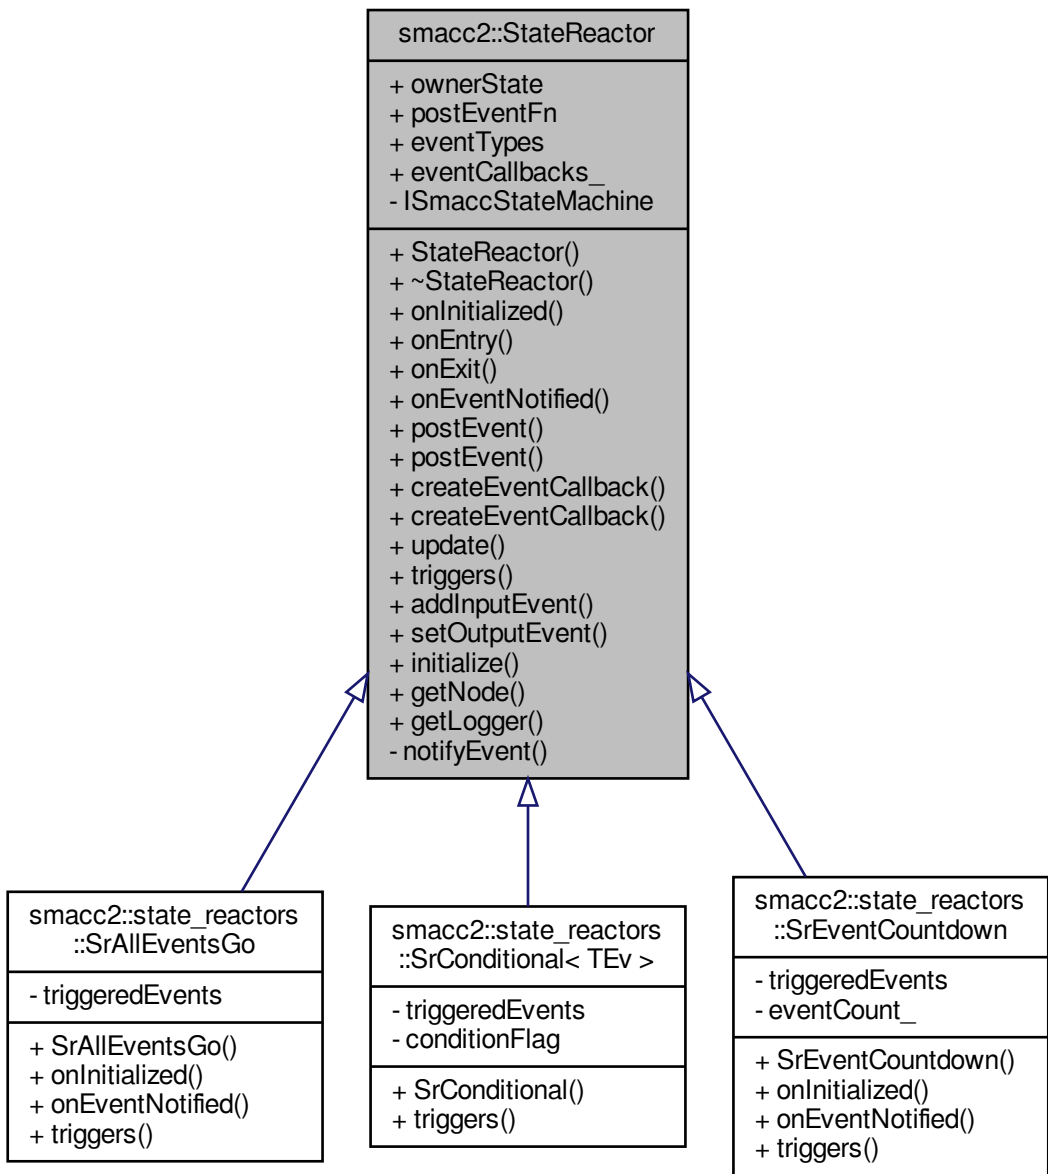 smacc2::StateReactor
+ ownerState
+ postEventFn
+ eventTypes
+ eventCallbacks_
- ISmaccStateMachine
+ StateReactor()
+ ~StateReactor()
+ onInitialized()
+ onEntry()
+ onExit()
+ onEventNotified()
+ postEvent()
+ postEvent()
+ createEventCallback()
+ createEventCallback()
+ update()
+ triggers()
+ addInputEvent()
+ setOutputEvent()
+ initialize()
+ getNode()
+ getLogger()
- notifyEvent()
smacc2::state_reactors
::SrAllEventsGo
- triggeredEvents
+ SrAllEventsGo()
+ onInitialized()
+ onEventNotified()
+ triggers()
smacc2::state_reactors
::SrConditional< TEv >
- triggeredEvents
- conditionFlag
+ SrConditional()
+ triggers()
smacc2::state_reactors
::SrEventCountdown
- triggeredEvents
- eventCount_
+ SrEventCountdown()
+ onInitialized()
+ onEventNotified()
+ triggers()